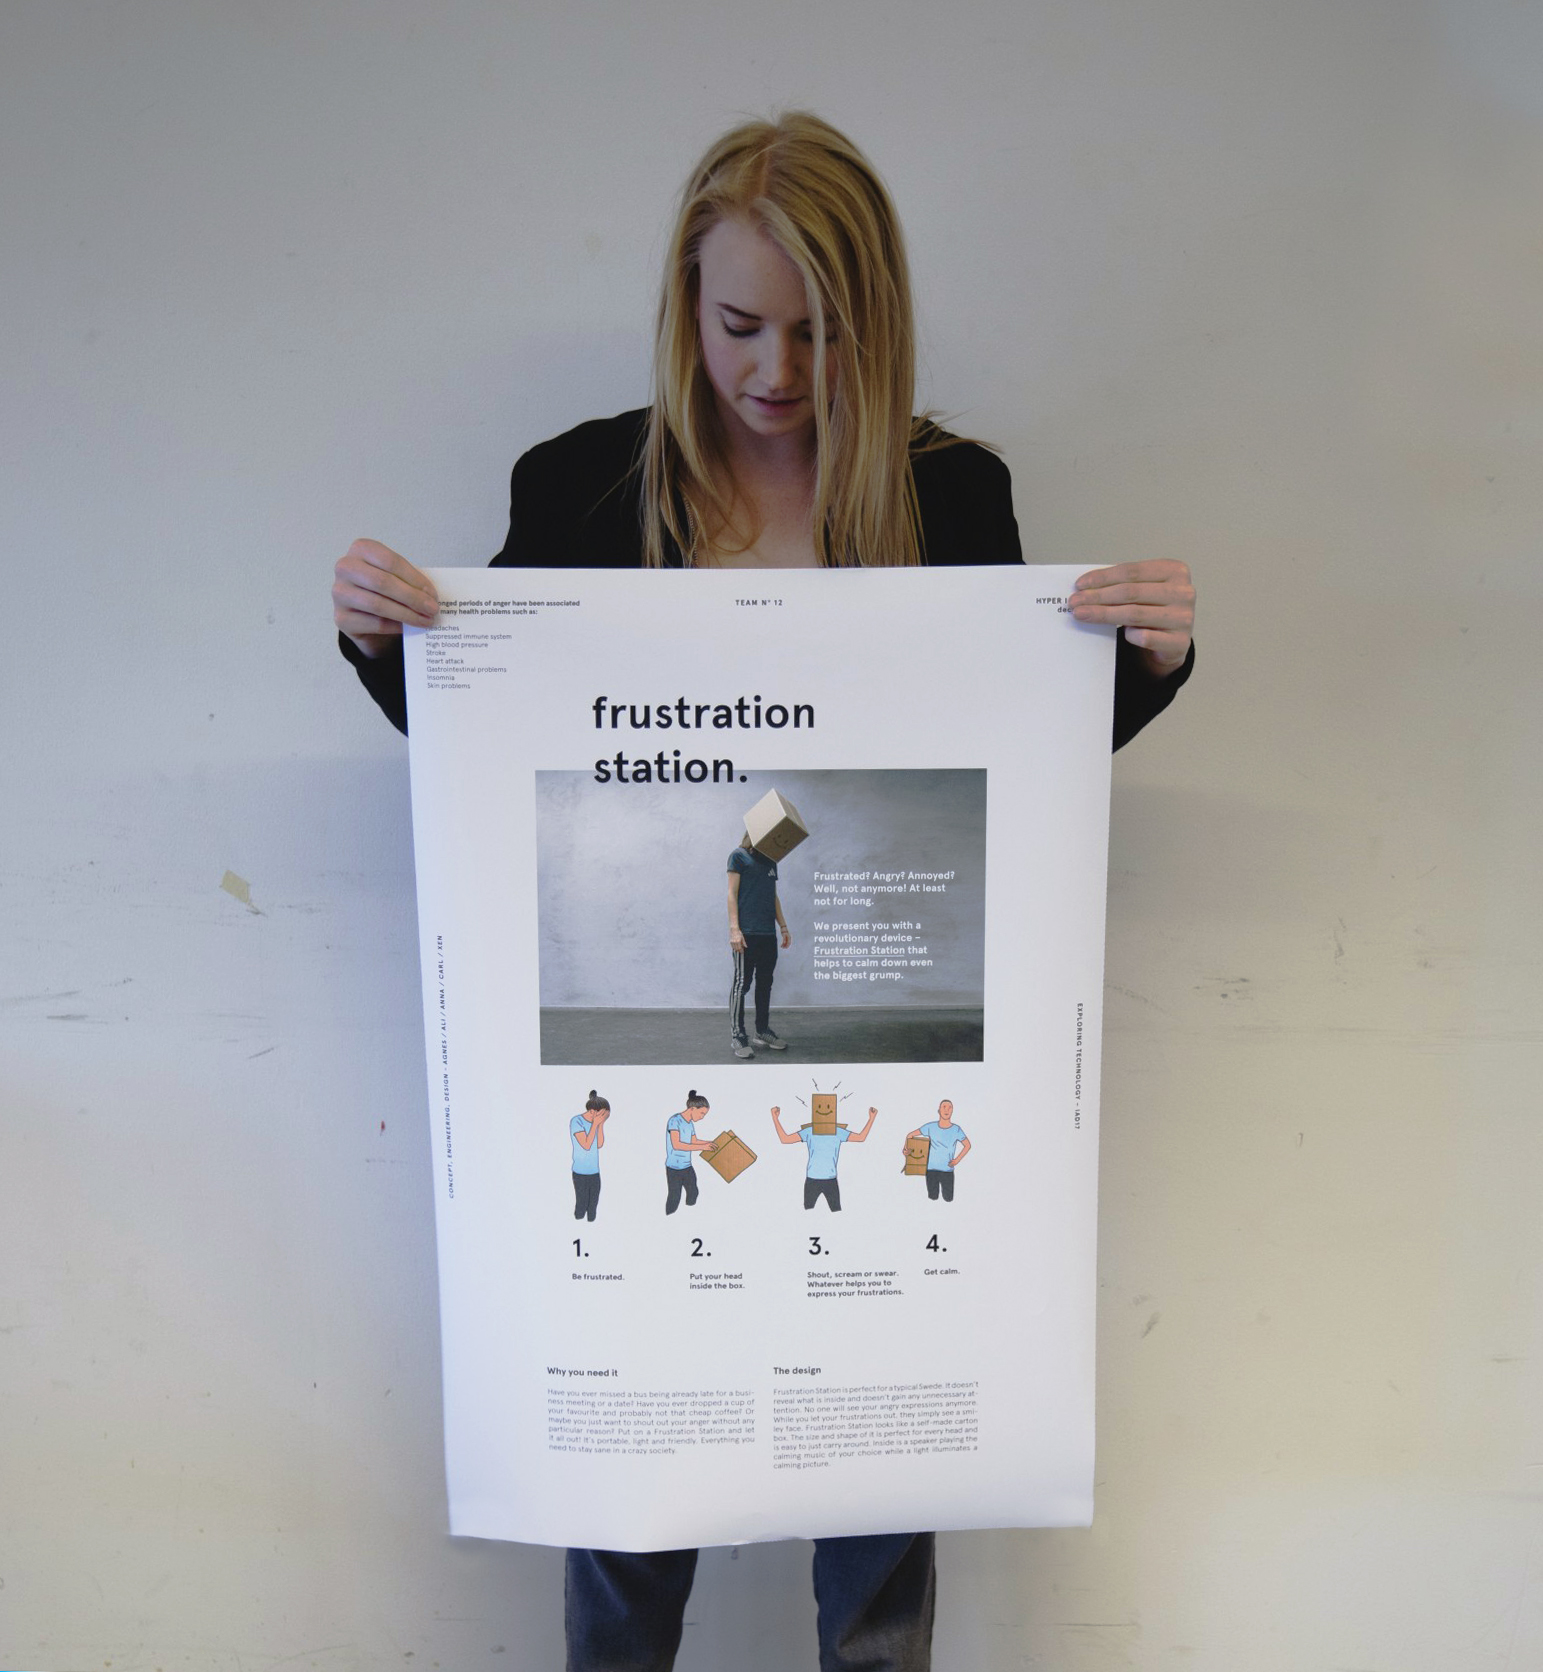 periods of anger have been associated
many health problems such as:
Suppressed immune system
High blood pressure
Stroke
Heart attack
Gastrointestinal problems
Insomnia
Skin problems
TEAM N° 12
HYPER
frustration
station.
Frustrated? Angry? Annoyed?
Well, not anymore! At least
not for long.
We present you with a
revolutionary device –
Frustration Station that
helps to calm down even
the biggest grump.
CONCEPT, ENGINEERING, DESIGN - AGNES / ALI / ANNA / CARL / XEN
EXPLORING TECHNOLOGY – IAD17
1.
Be frustrated.
2.
Put your head
inside the box.
3.
Shout, scream or swear.
Whatever helps you to
express your frustrations.
4.
Get calm.
Why you need it
Have you ever missed a bus being already late for a busi-
ness meeting or a date? Have you ever dropped a cup of
your favourite and probably not that cheap coffee? Or
maybe you just want to shout out your anger without any
particular reason? Put on a Frustration Station and let
it all out! It's portable, light and friendly. Everything you
need to stay sane in a crazy society.
The design
Frustration Station is perfect for a typical Swede. It doesn't
reveal what is inside and doesn't gain any unnecessary at-
tention. No one will see your angry expressions anymore.
While you let your frustrations out, they simply see a smi-
ley face. Frustration Station looks like a self-made carton
box. The size and shape of it is perfect for every head and
is easy to just carry around. Inside is a speaker playing the
calming music of your choice while a light illuminates a
calming picture.